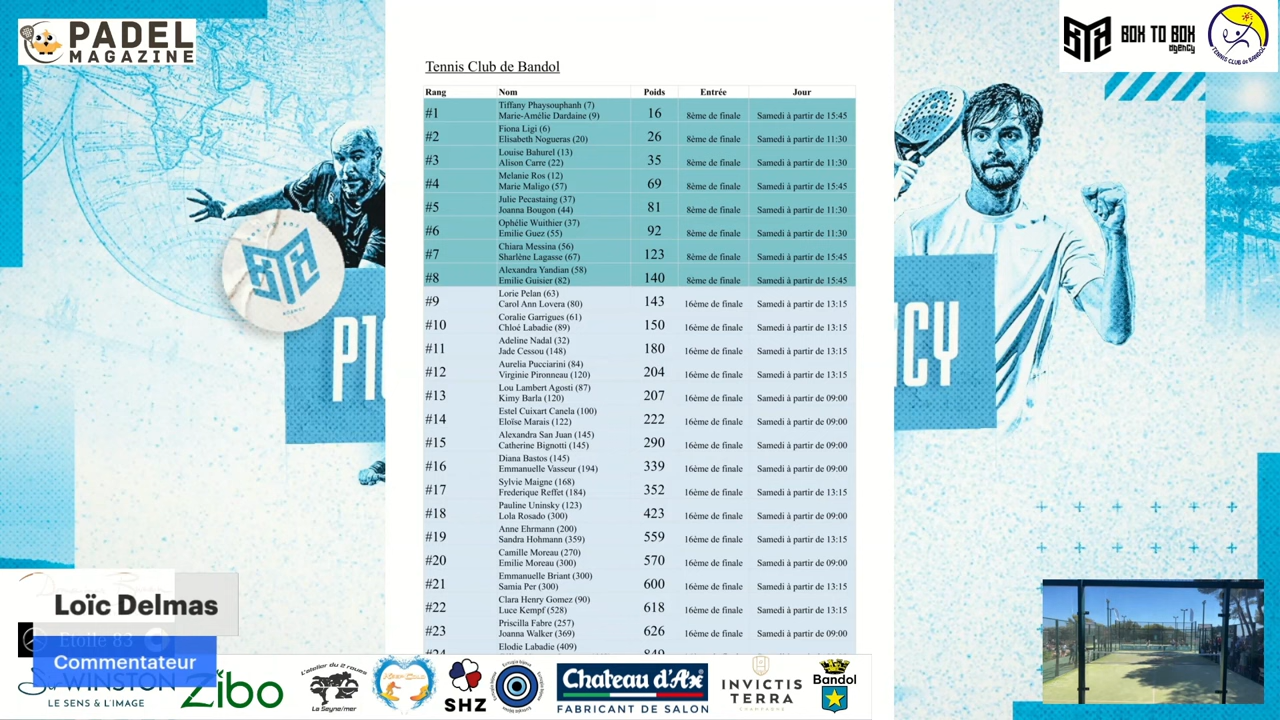 PADEL
MAGAZINE
BOX TO BOX
agency
TENNIS CLUB de BANDOL
Tennis Club de Bandol
Rang Nom Poids Entrée Jour
#1 Tiffany Phaysouphanh (7)
Marie-Amélie Dardaine (9) 16 8ème de finale Samedi à partir de 15:45
#2 Fiona Ligi (6)
Elisabeth Nogueras (20) 26 8ème de finale Samedi à partir de 11:30
#3 Louise Bahurel (13)
Alison Carre (22) 35 8ème de finale Samedi à partir de 11:30
#4 Melanie Ros (12)
Marie Maligo (57) 69 8ème de finale Samedi à partir de 15:45
#5 Julie Pecastaing (37)
Joanna Bougon (44) 81 8ème de finale Samedi à partir de 11:30
#6 Ophélie Wuithier (37)
Emilie Guez (55) 92 8ème de finale Samedi à partir de 11:30
#7 Chiara Messina (56)
Sharlène Lagasse (67) 123 8ème de finale Samedi à partir de 15:45
#8 Alexandra Yandian (58)
Emilie Guisier (82) 140 8ème de finale Samedi à partir de 15:45
#9 Lorie Pelan (63)
Carol Ann Lovera (80) 143 16ème de finale Samedi à partir de 13:15
#10 Coralie Garrigues (61)
Chloé Labadie (89) 150 16ème de finale Samedi à partir de 13:15
#11 Adeline Nadal (32)
Jade Cessou (148) 180 16ème de finale Samedi à partir de 13:15
#12 Aurelia Pucciarini (84)
Virginie Pironneau (120) 204 16ème de finale Samedi à partir de 13:15
#13 Lou Lambert Agosti (87)
Kimy Barla (120) 207 16ème de finale Samedi à partir de 09:00
#14 Estel Cuixart Canela (100)
Eloïse Marais (122) 222 16ème de finale Samedi à partir de 09:00
#15 Alexandra San Juan (145)
Catherine Bignotti (145) 290 16ème de finale Samedi à partir de 09:00
#16 Diana Bastos (145)
Emmanuelle Vasseur (194) 339 16ème de finale Samedi à partir de 09:00
#17 Sylvie Maigne (168)
Frederique Reffet (184) 352 16ème de finale Samedi à partir de 13:15
#18 Pauline Uninsky (123)
Lola Rosado (300) 423 16ème de finale Samedi à partir de 09:00
#19 Anne Ehrmann (200)
Sandra Hohmann (359) 559 16ème de finale Samedi à partir de 13:15
#20 Camille Moreau (270)
Emilie Moreau (300) 570 16ème de finale Samedi à partir de 09:00
#21 Emmanuelle Briant (300)
Samia Per (300) 600 16ème de finale Samedi à partir de 13:15
#22 Clara Henry Gomez (90)
Luce Kempf (528) 618 16ème de finale Samedi à partir de 13:15
#23 Priscilla Fabre (257)
Joanna Walker (369) 626 16ème de finale Samedi à partir de 09:00
#24 Elodie Labadie (409) 849
P1
CY
Loïc Delmas
Etoile 83
Commentateur
WINSTON
LE SENS & L'IMAGE
Zibo
L'atelier du 2 roues
La Seyne/mer
SHZ
Chateau d'Ax
FABRICANT DE SALON
INVICTIS
TERRA
CHAMPAGNE
Ville de
Bandol